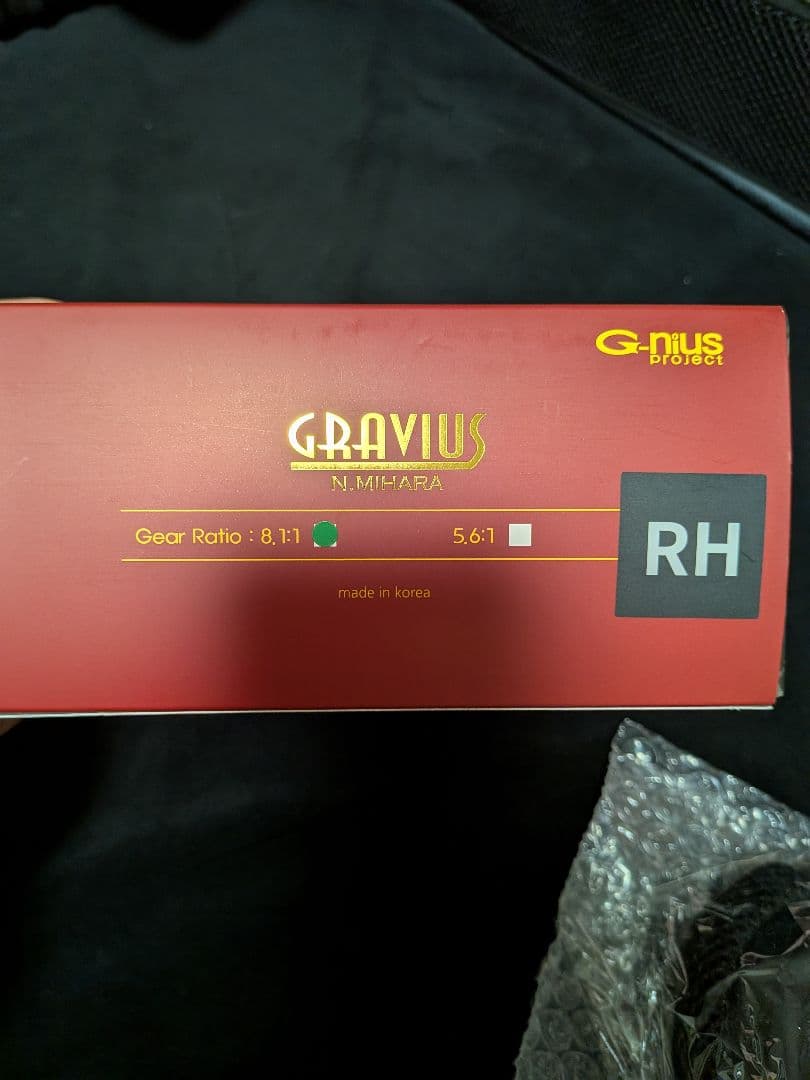 G-nius
project
GRAVIUS
N.MIHARA
Gear Ratio : 8.1:1 5.6:1
RH
made in korea